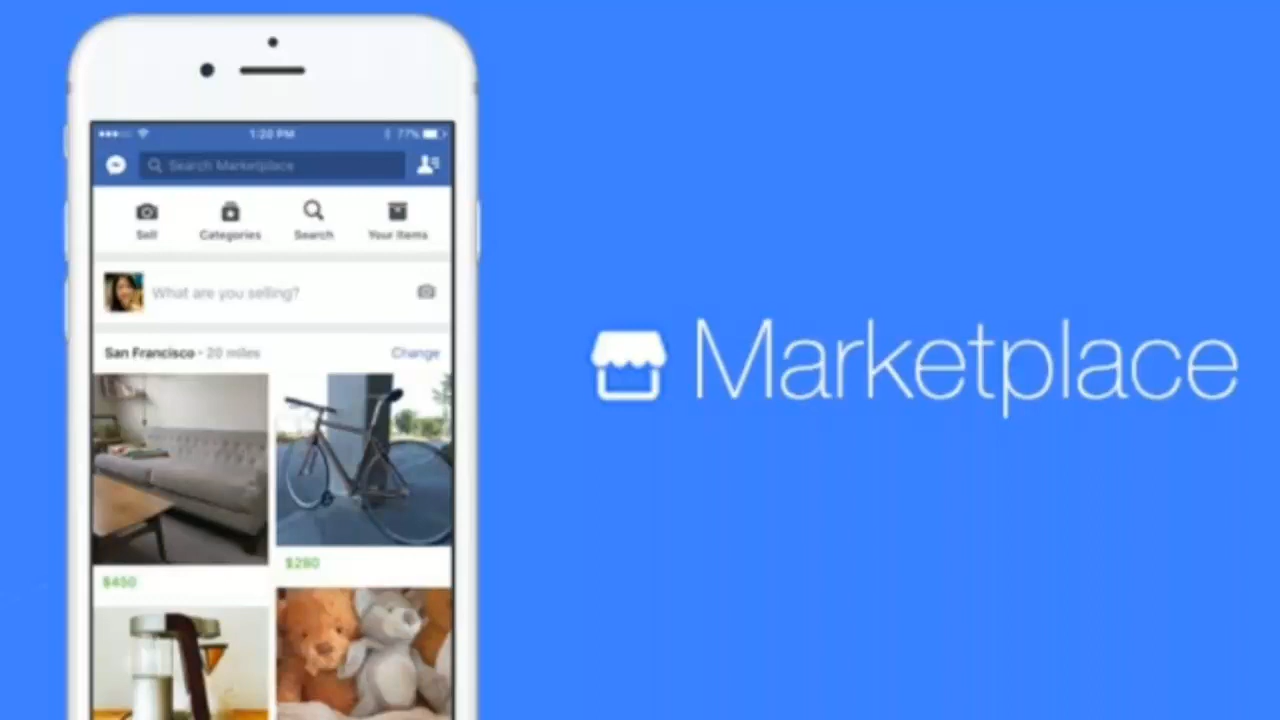 1:20 PM
77%
Search Marketplace
Sell
Categories
Search
Your Items
What are you selling?
San Francisco · 20 miles
Change
$450
$280
Marketplace